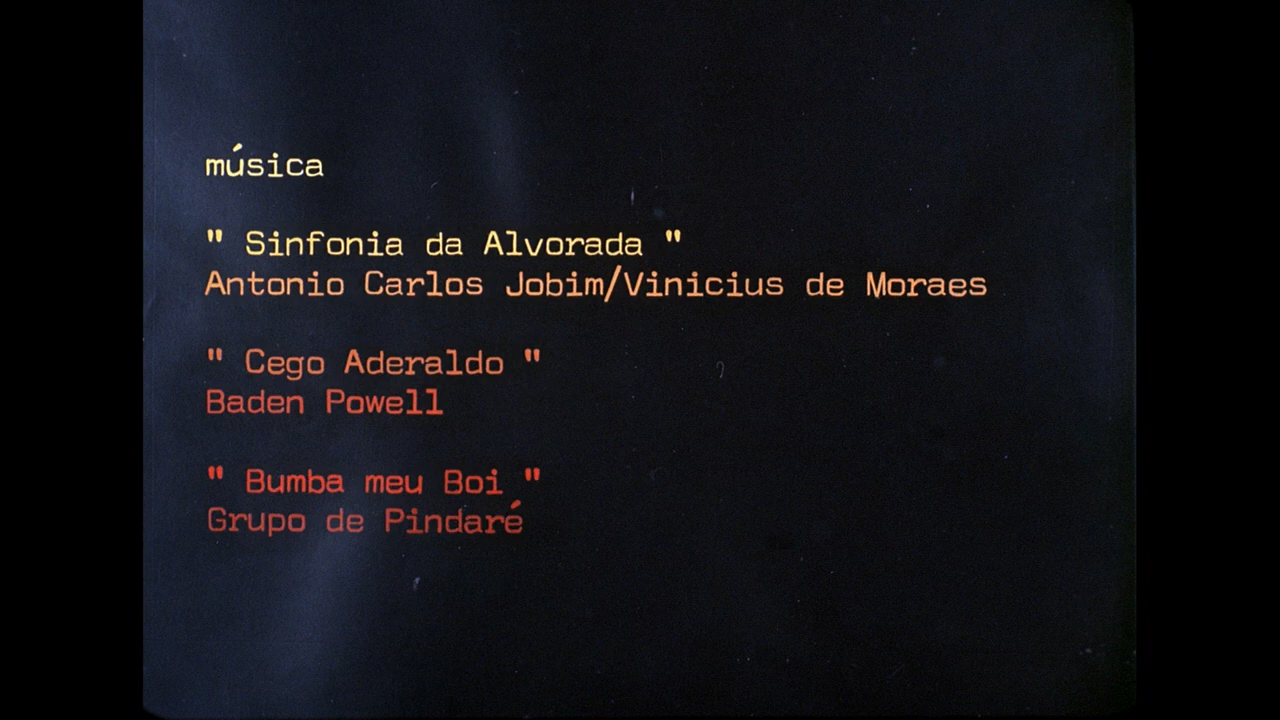 música
" Sinfonia da Alvorada "
Antonio Carlos Jobim/Vinicius de Moraes
" Cego Aderaldo "
Baden Powell
" Bumba meu Boi "
Grupo de Pindaré